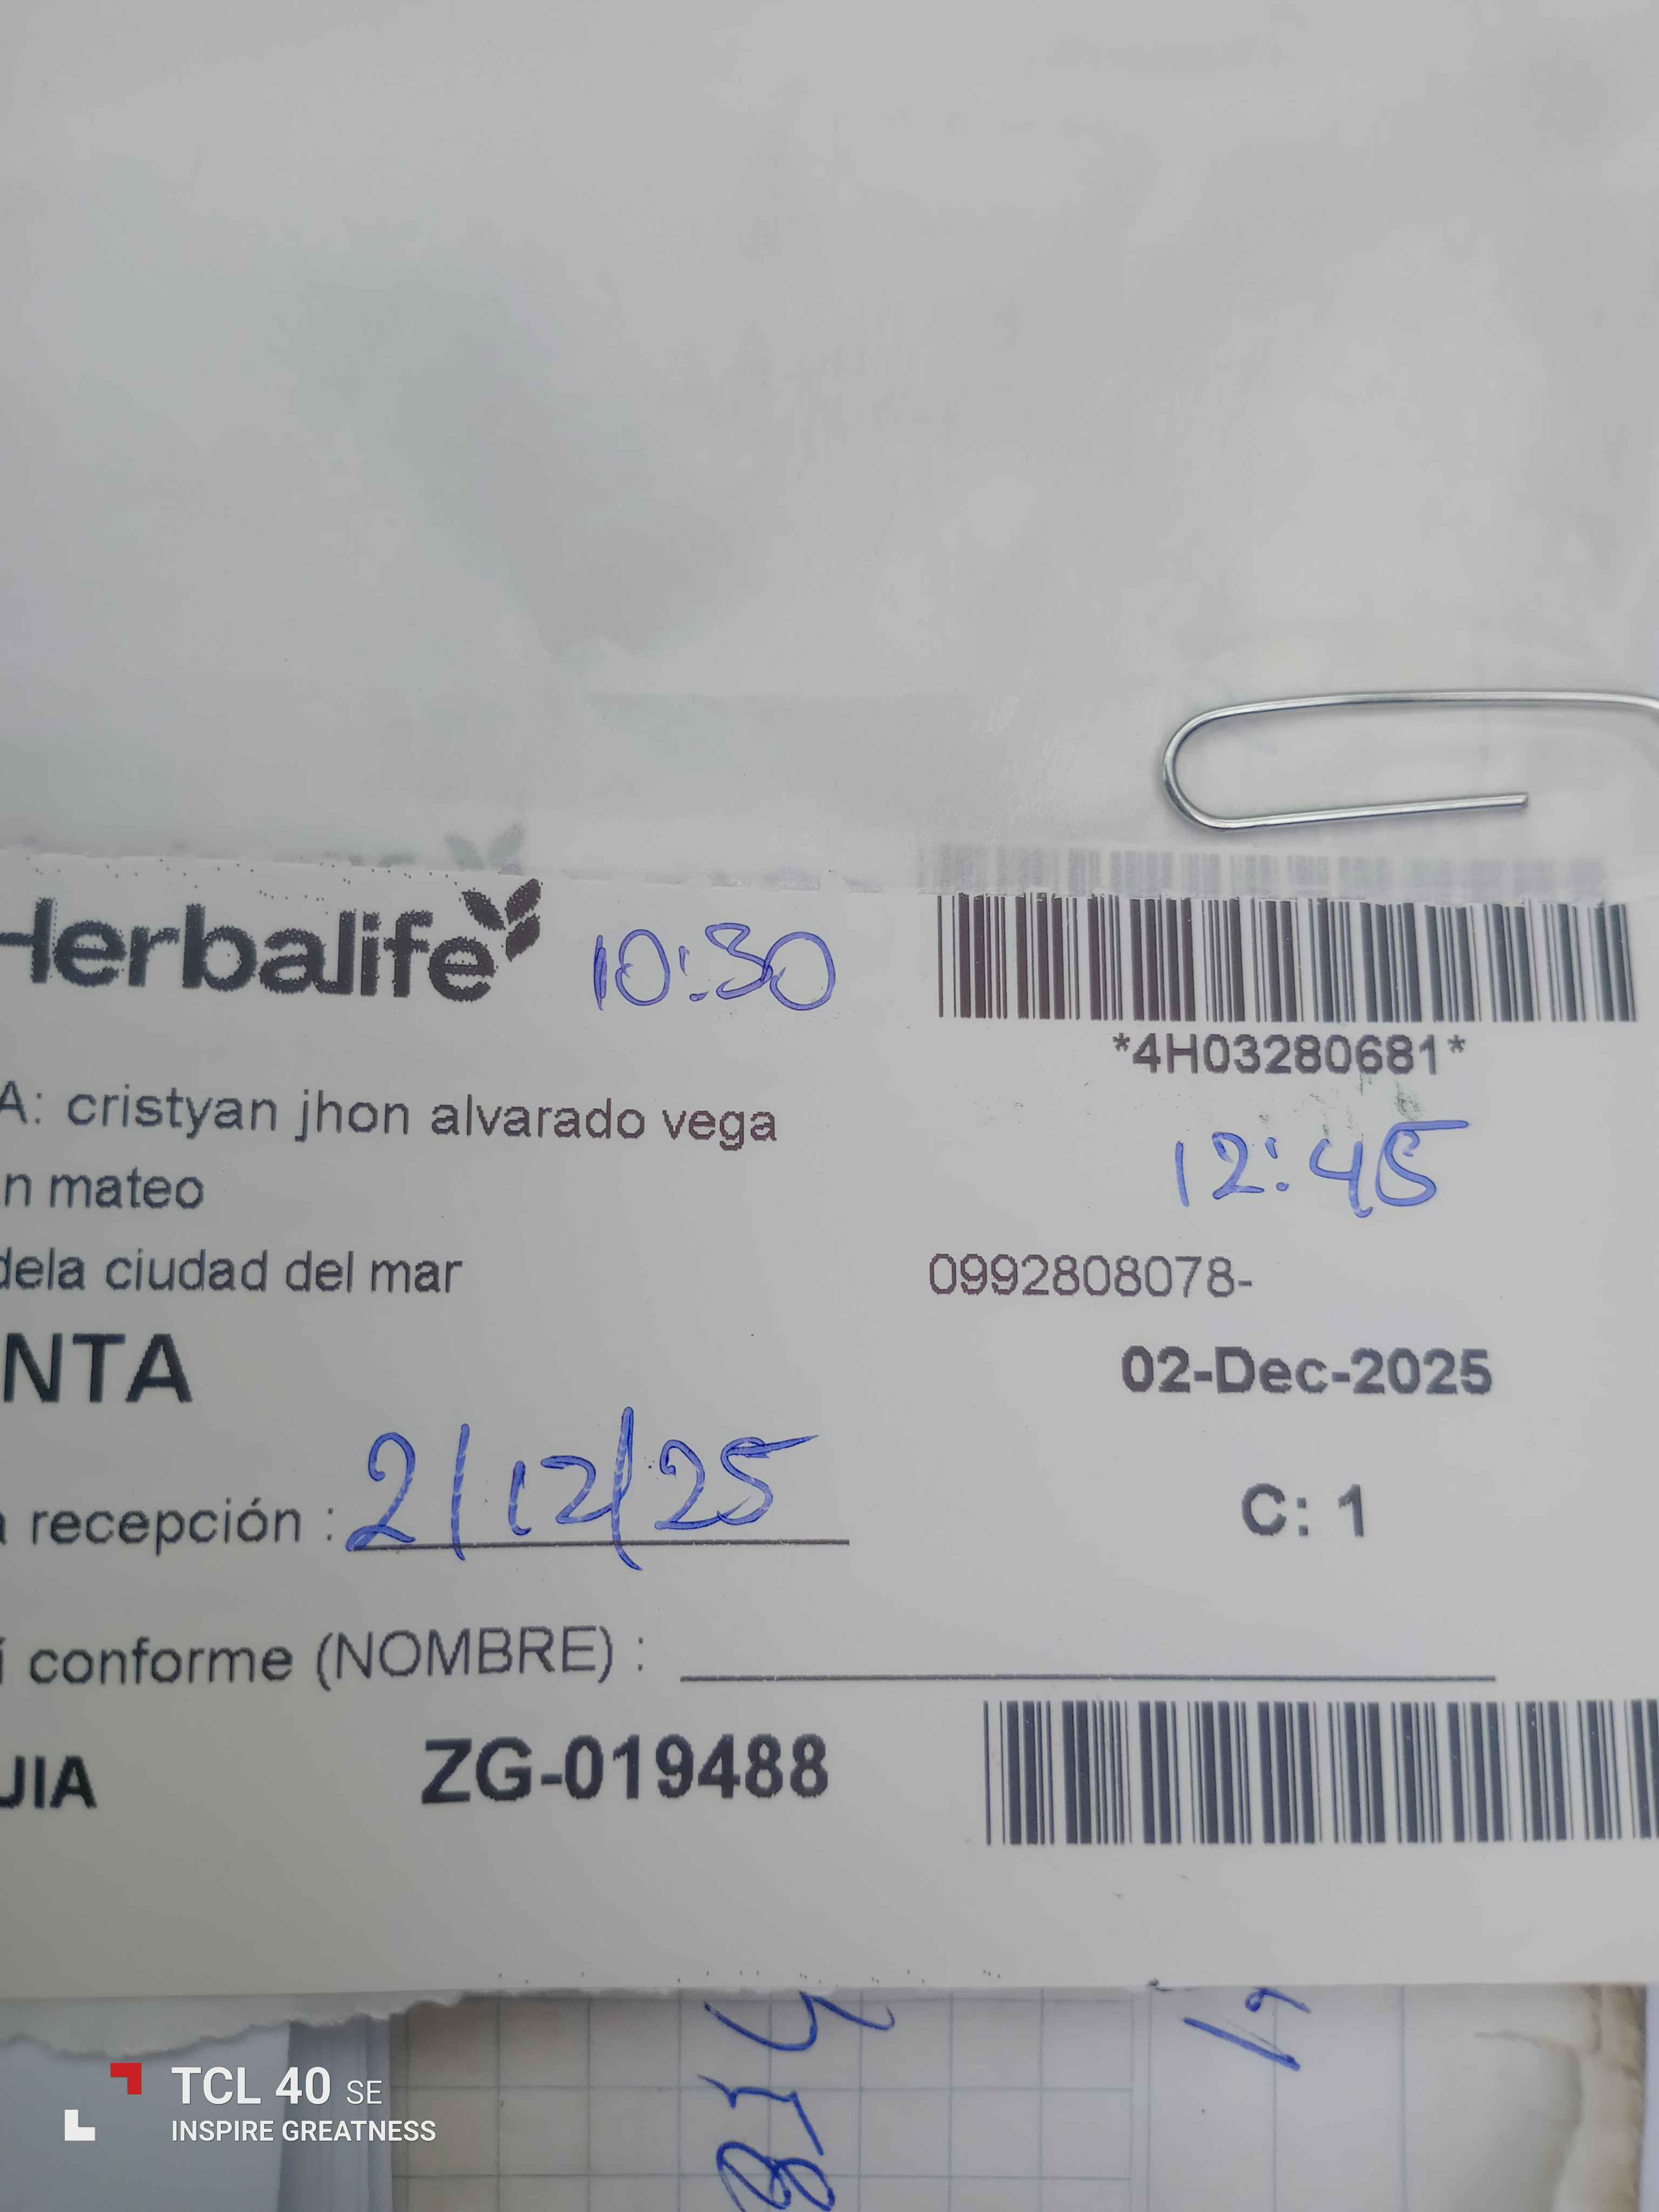 Herbalife 10:30
*4H03280681*
A: cristyan jhon alvarado vega
12:45
n mateo
dela ciudad del mar 0992808078-
NTA 02-Dec-2025
a recepción : 2/12/25 C: 1
í conforme (NOMBRE) :
JIA ZG-019488
TCL 40 SE
INSPIRE GREATNESS